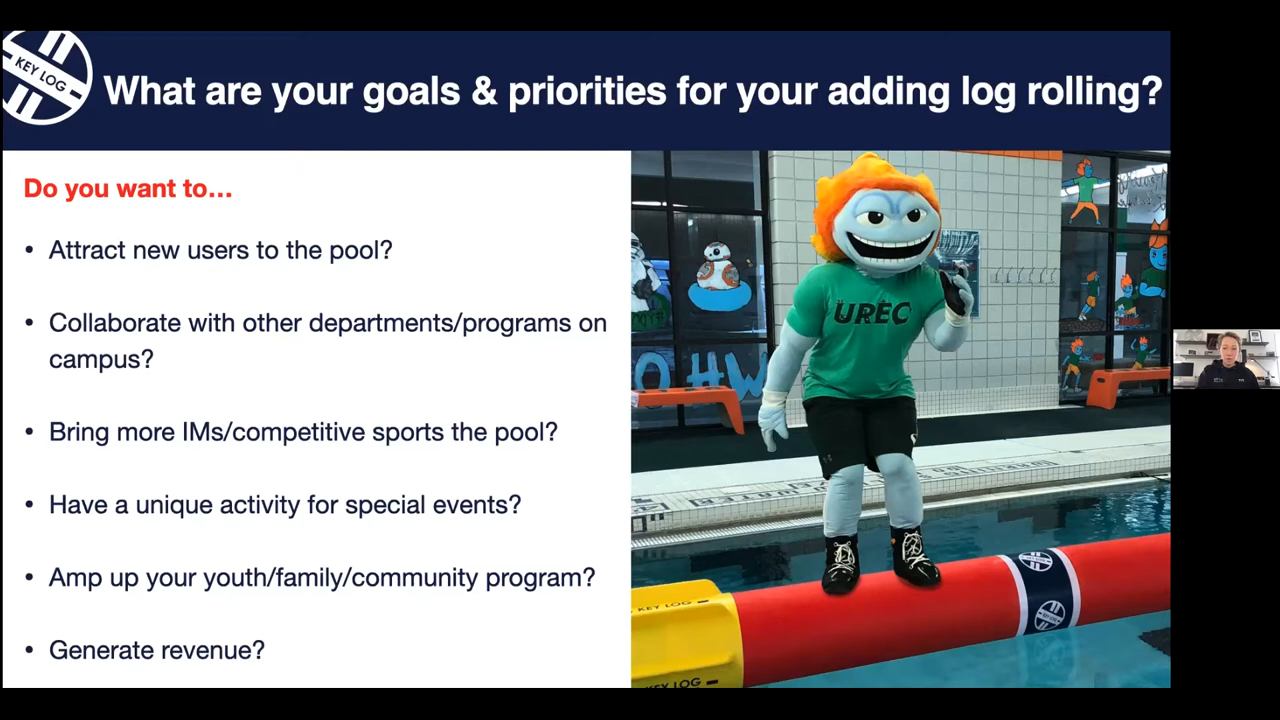 KEY LOG
What are your goals & priorities for your adding log rolling?
Do you want to...
• Attract new users to the pool?
• Collaborate with other departments/programs on
campus?
• Bring more IMs/competitive sports the pool?
• Have a unique activity for special events?
• Amp up your youth/family/community program?
• Generate revenue?
UREC
KEY LOG
KEY LOG